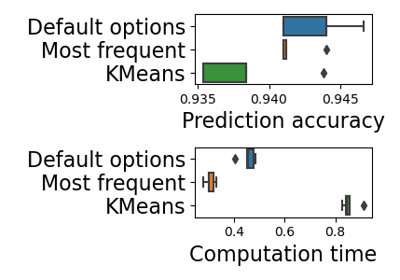 Default options
Most frequent
KMeans
0.935 0.940 0.945
Prediction accuracy
Default options
Most frequent
KMeans
0.4 0.6 0.8
Computation time